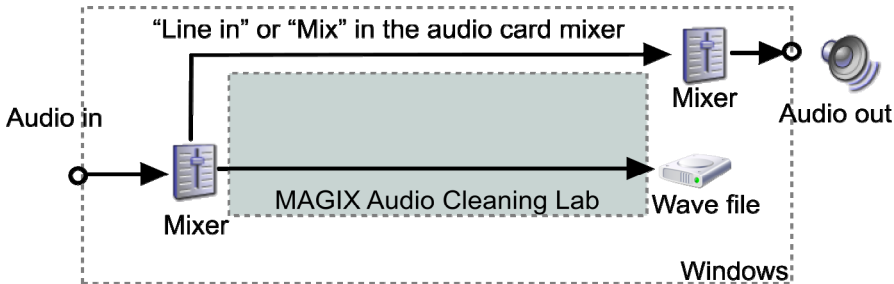 “Line in” or “Mix” in the audio card mixer
Mixer
Audio in
Audio out
Mixer
MAGIX Audio Cleaning Lab
Wave file
Windows